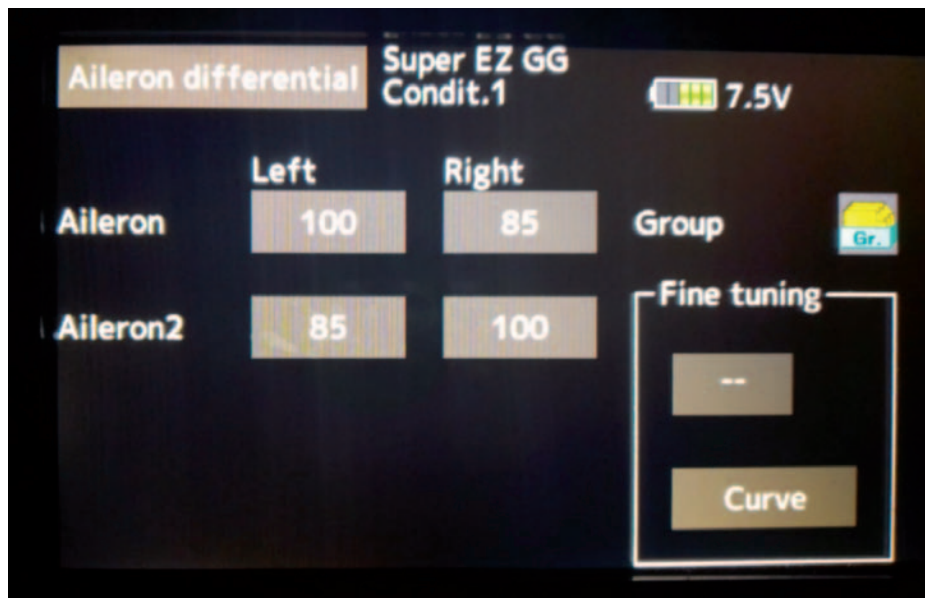 Aileron differential
Super EZ GG
Condit.1
7.5V
Left Right
Aileron 100 85 Group Gr.
Fine tuning
Aileron2 85 100
--
Curve